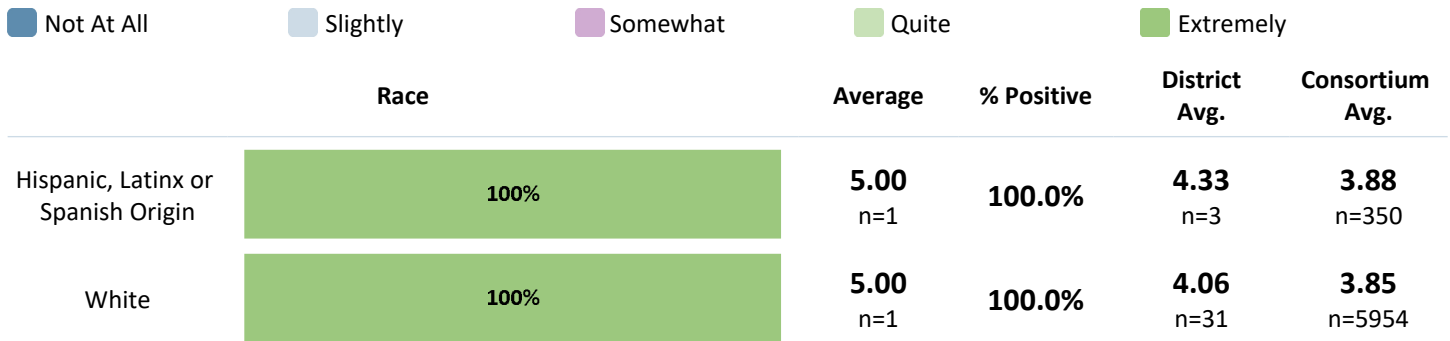 Not At All Slightly Somewhat Quite Extremely
Race Average % Positive District Avg. Consortium Avg.
Hispanic, Latinx or
Spanish Origin
100% 5.00 100.0% 4.33 3.88
n=1 n=3 n=350
White 100% 5.00 100.0% 4.06 3.85
n=1 n=31 n=5954